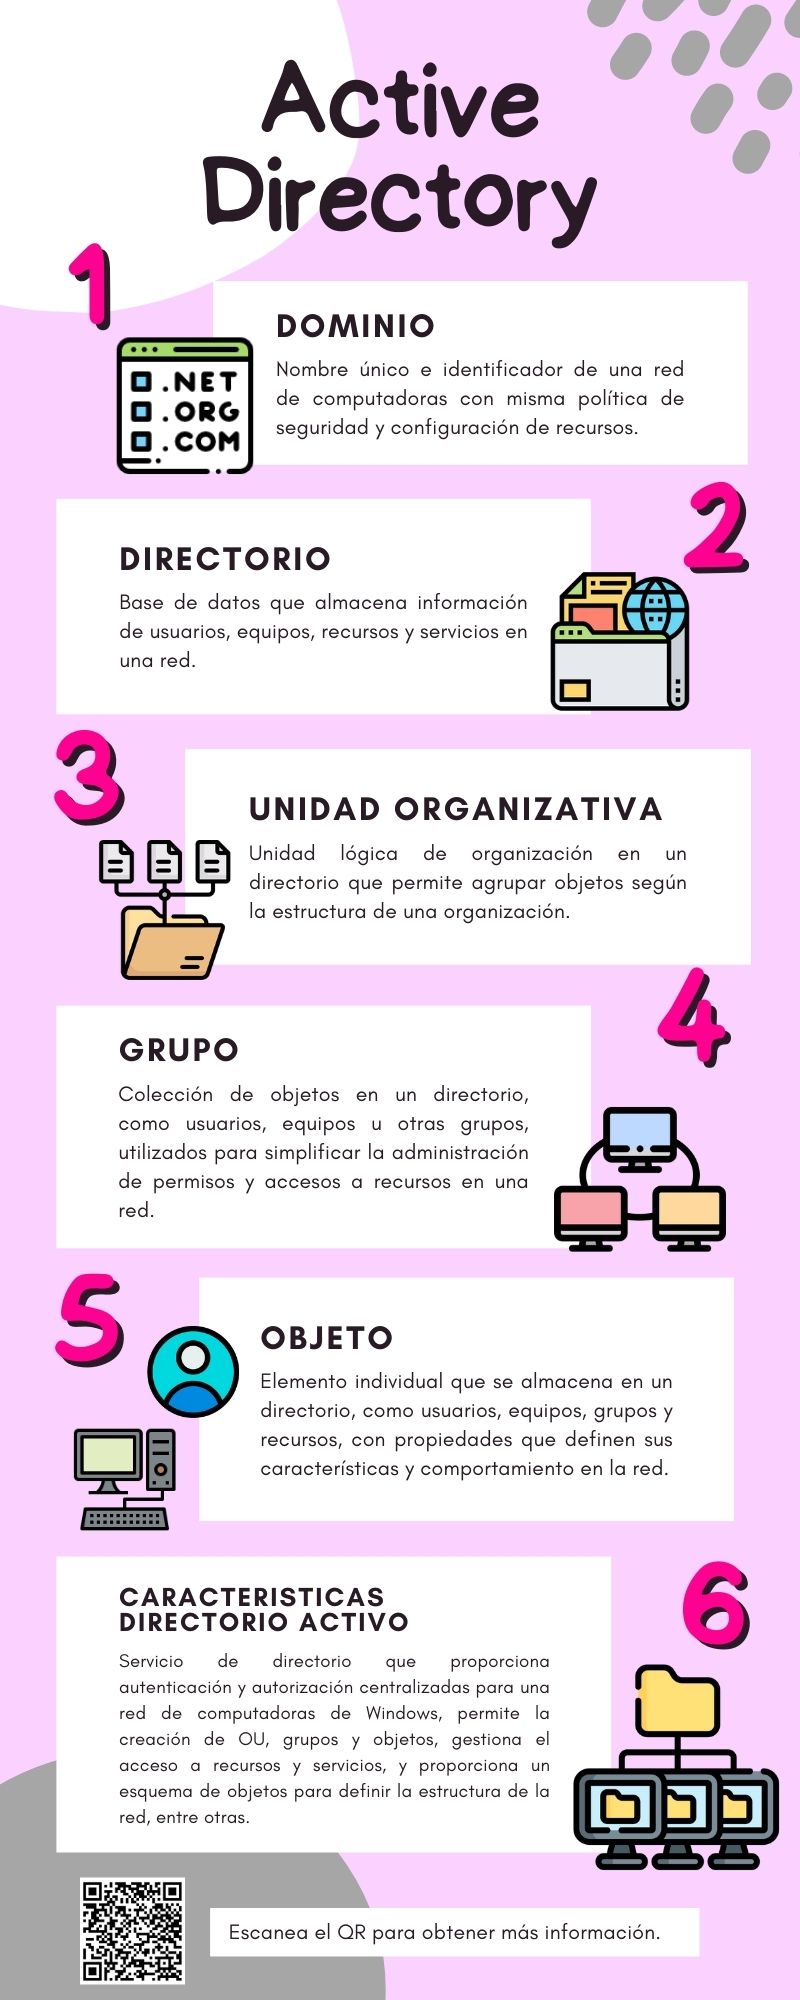 Active
Directory
1
DOMINIO
Nombre único e identificador de una red
de computadoras con misma política de
seguridad y configuración de recursos.
.NET
.ORG
.COM
2
DIRECTORIO
Base de datos que almacena información
de usuarios, equipos, recursos y servicios en
una red.
3
UNIDAD ORGANIZATIVA
Unidad lógica de organización en un
directorio que permite agrupar objetos según
la estructura de una organización.
4
GRUPO
Colección de objetos en un directorio,
como usuarios, equipos u otras grupos,
utilizados para simplificar la administración
de permisos y accesos a recursos en una
red.
5
OBJETO
Elemento individual que se almacena en un
directorio, como usuarios, equipos, grupos y
recursos, con propiedades que definen sus
características y comportamiento en la red.
6
CARACTERISTICAS
DIRECTORIO ACTIVO
Servicio de directorio que proporciona
autenticación y autorización centralizadas para una
red de computadoras de Windows, permite la
creación de OU, grupos y objetos, gestiona el
acceso a recursos y servicios, y proporciona un
esquema de objetos para definir la estructura de la
red, entre otras.
Escanea el QR para obtener más información.